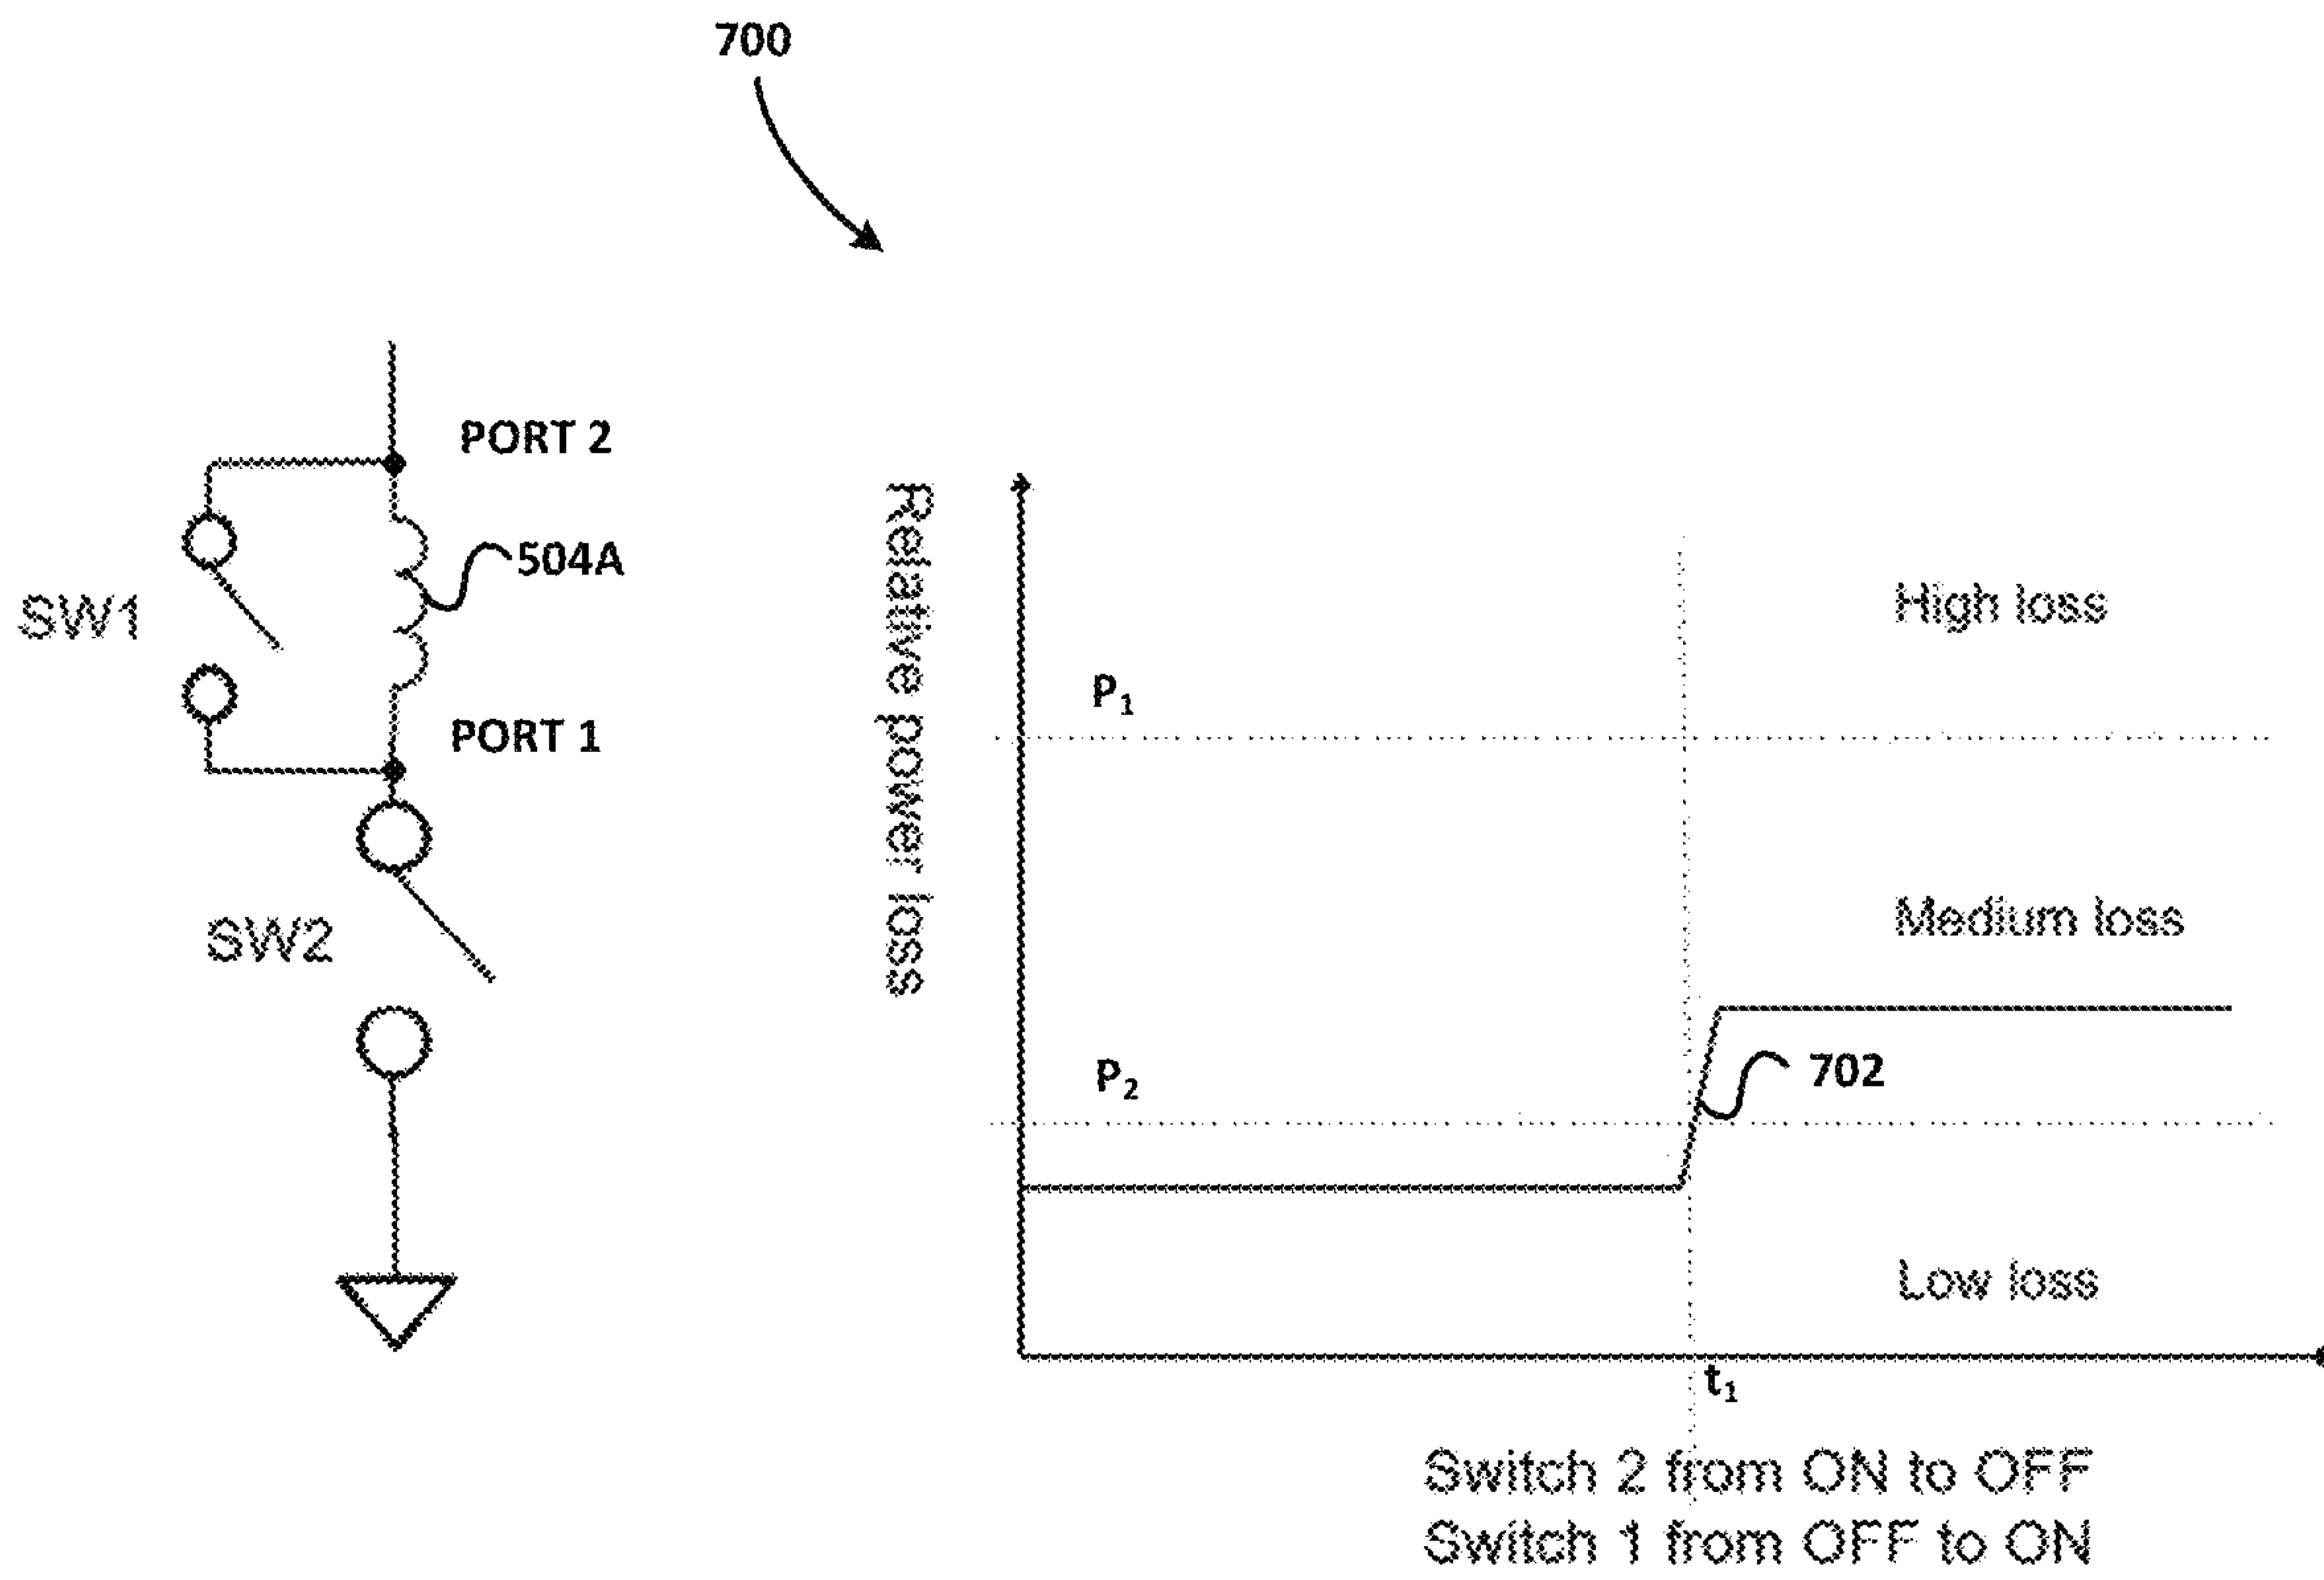 700
PORT 2
504A
SW1
PORT 1
SW2
Relative power loss
High loss
P1
Medium loss
P2
702
Low loss
t1
Switch 2 from ON to OFF
Switch 1 from OFF to ON